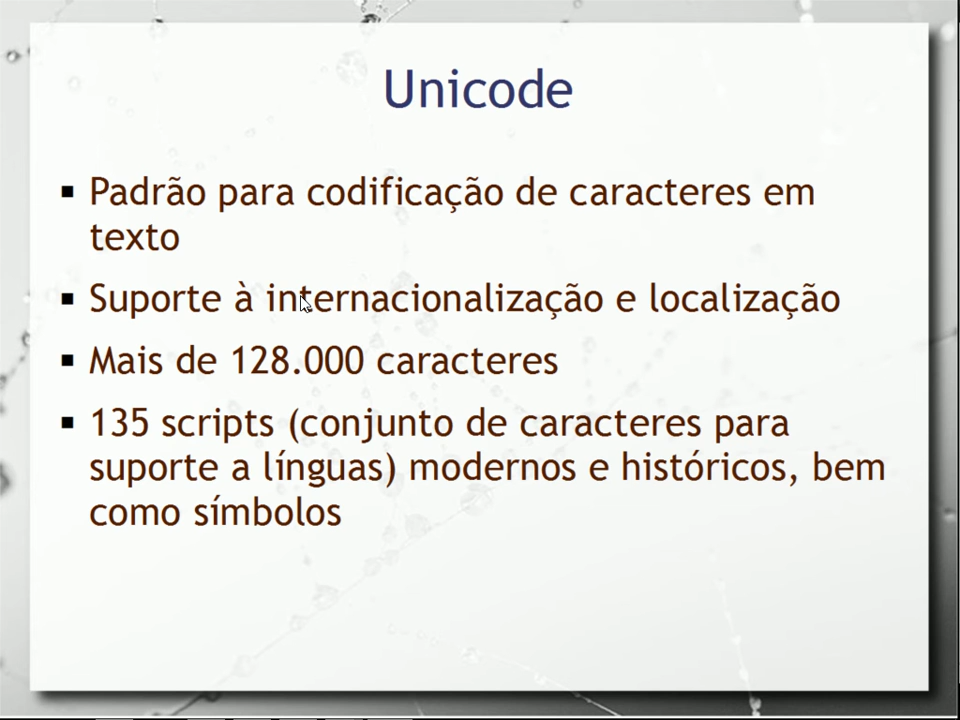 Unicode
▪ Padrão para codificação de caracteres em
texto
▪ Suporte à internacionalização e localização
▪ Mais de 128.000 caracteres
▪ 135 scripts (conjunto de caracteres para
suporte a línguas) modernos e históricos, bem
como símbolos